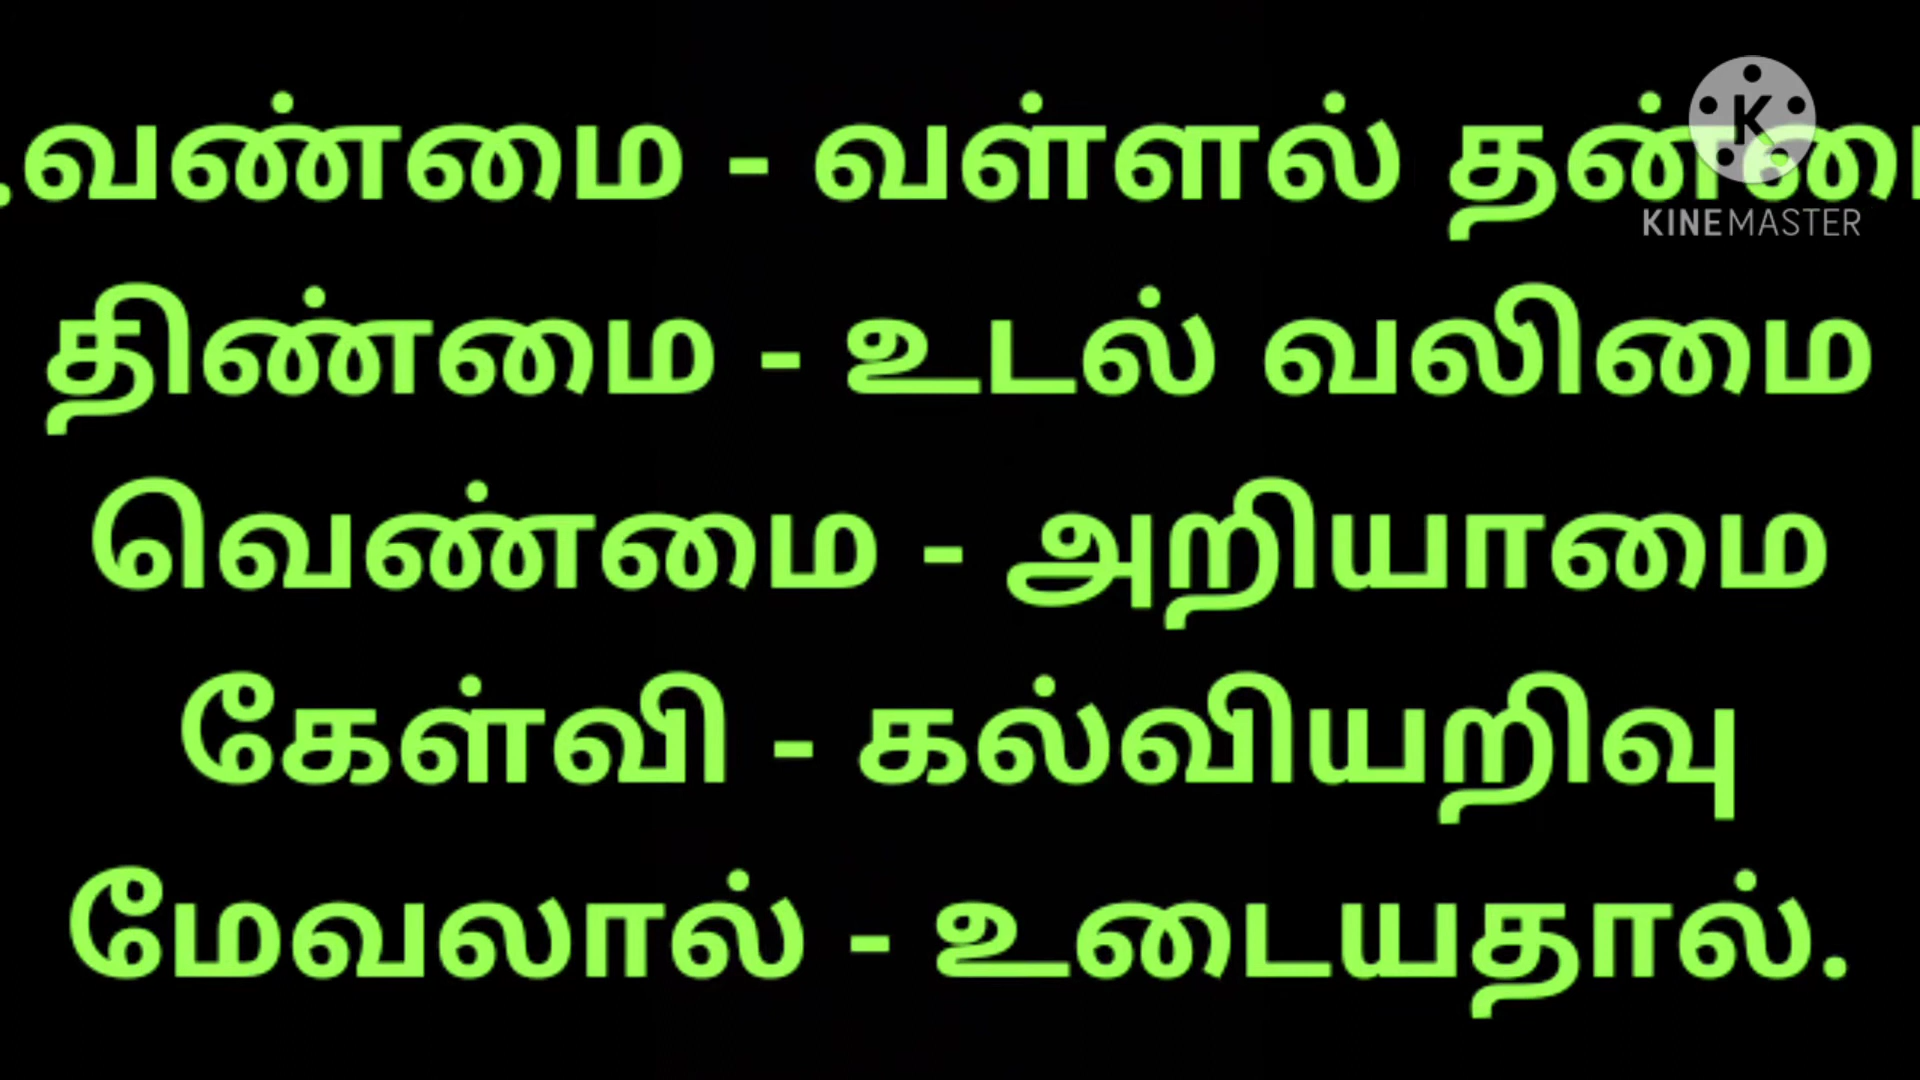 .வண்மை - வள்ளல்
திண்மை - உடல் வலிமை
வெண்மை - அறியாமை
கேள்வி - கல்வியறிவு
மேவலால் - உடையதால்.
KINEMASTER